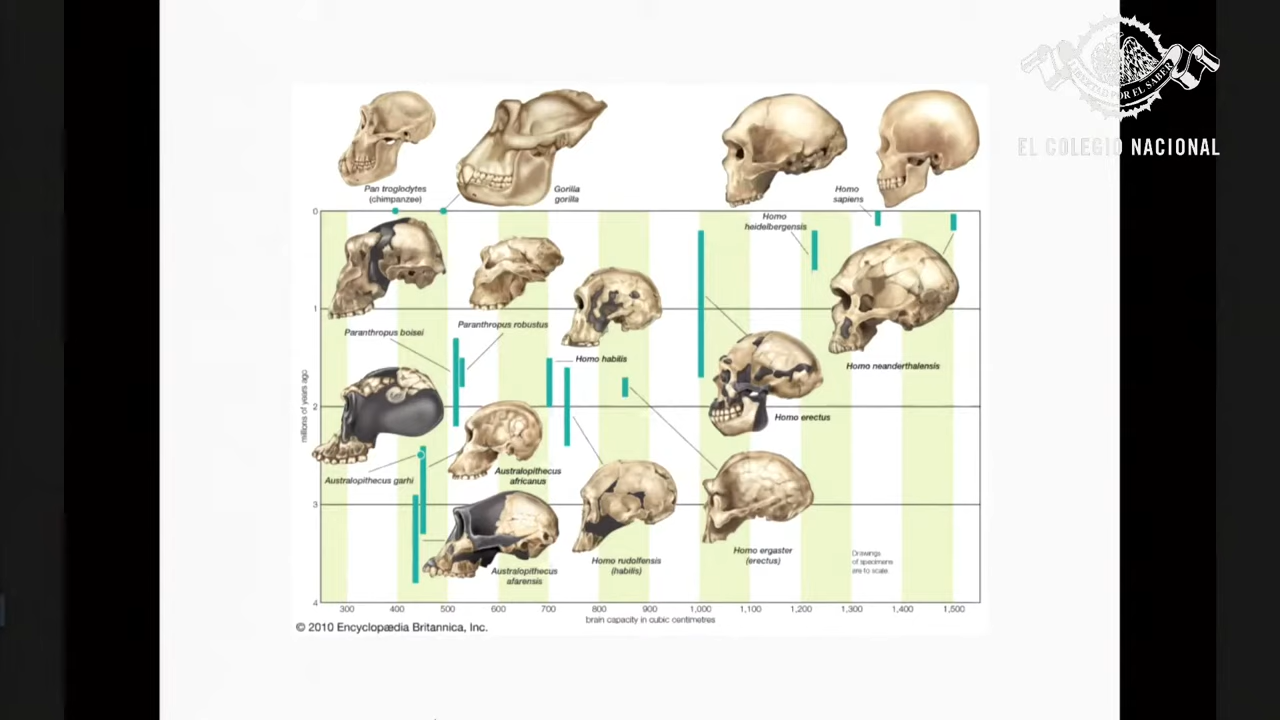 LIBERTAD POR EL SABER
EL COLEGIO NACIONAL
Pan troglodytes
(chimpanzee)
Gorilla
gorilla
Homo
sapiens
Homo
heidelbergensis
0
1
2
3
4
millions of years ago
Paranthropus boisei
Paranthropus robustus
Homo habilis
Homo neanderthalensis
Homo erectus
Australopithecus garhi
Australopithecus
africanus
Australopithecus
afarensis
Homo rudolfensis
(habilis)
Homo ergaster
(erectus)
Drawings
of specimens
are to scale.
300 400 500 600 700 800 900 1,000 1,100 1,200 1,300 1,400 1,500
brain capacity in cubic centimetres
© 2010 Encyclopædia Britannica, Inc.